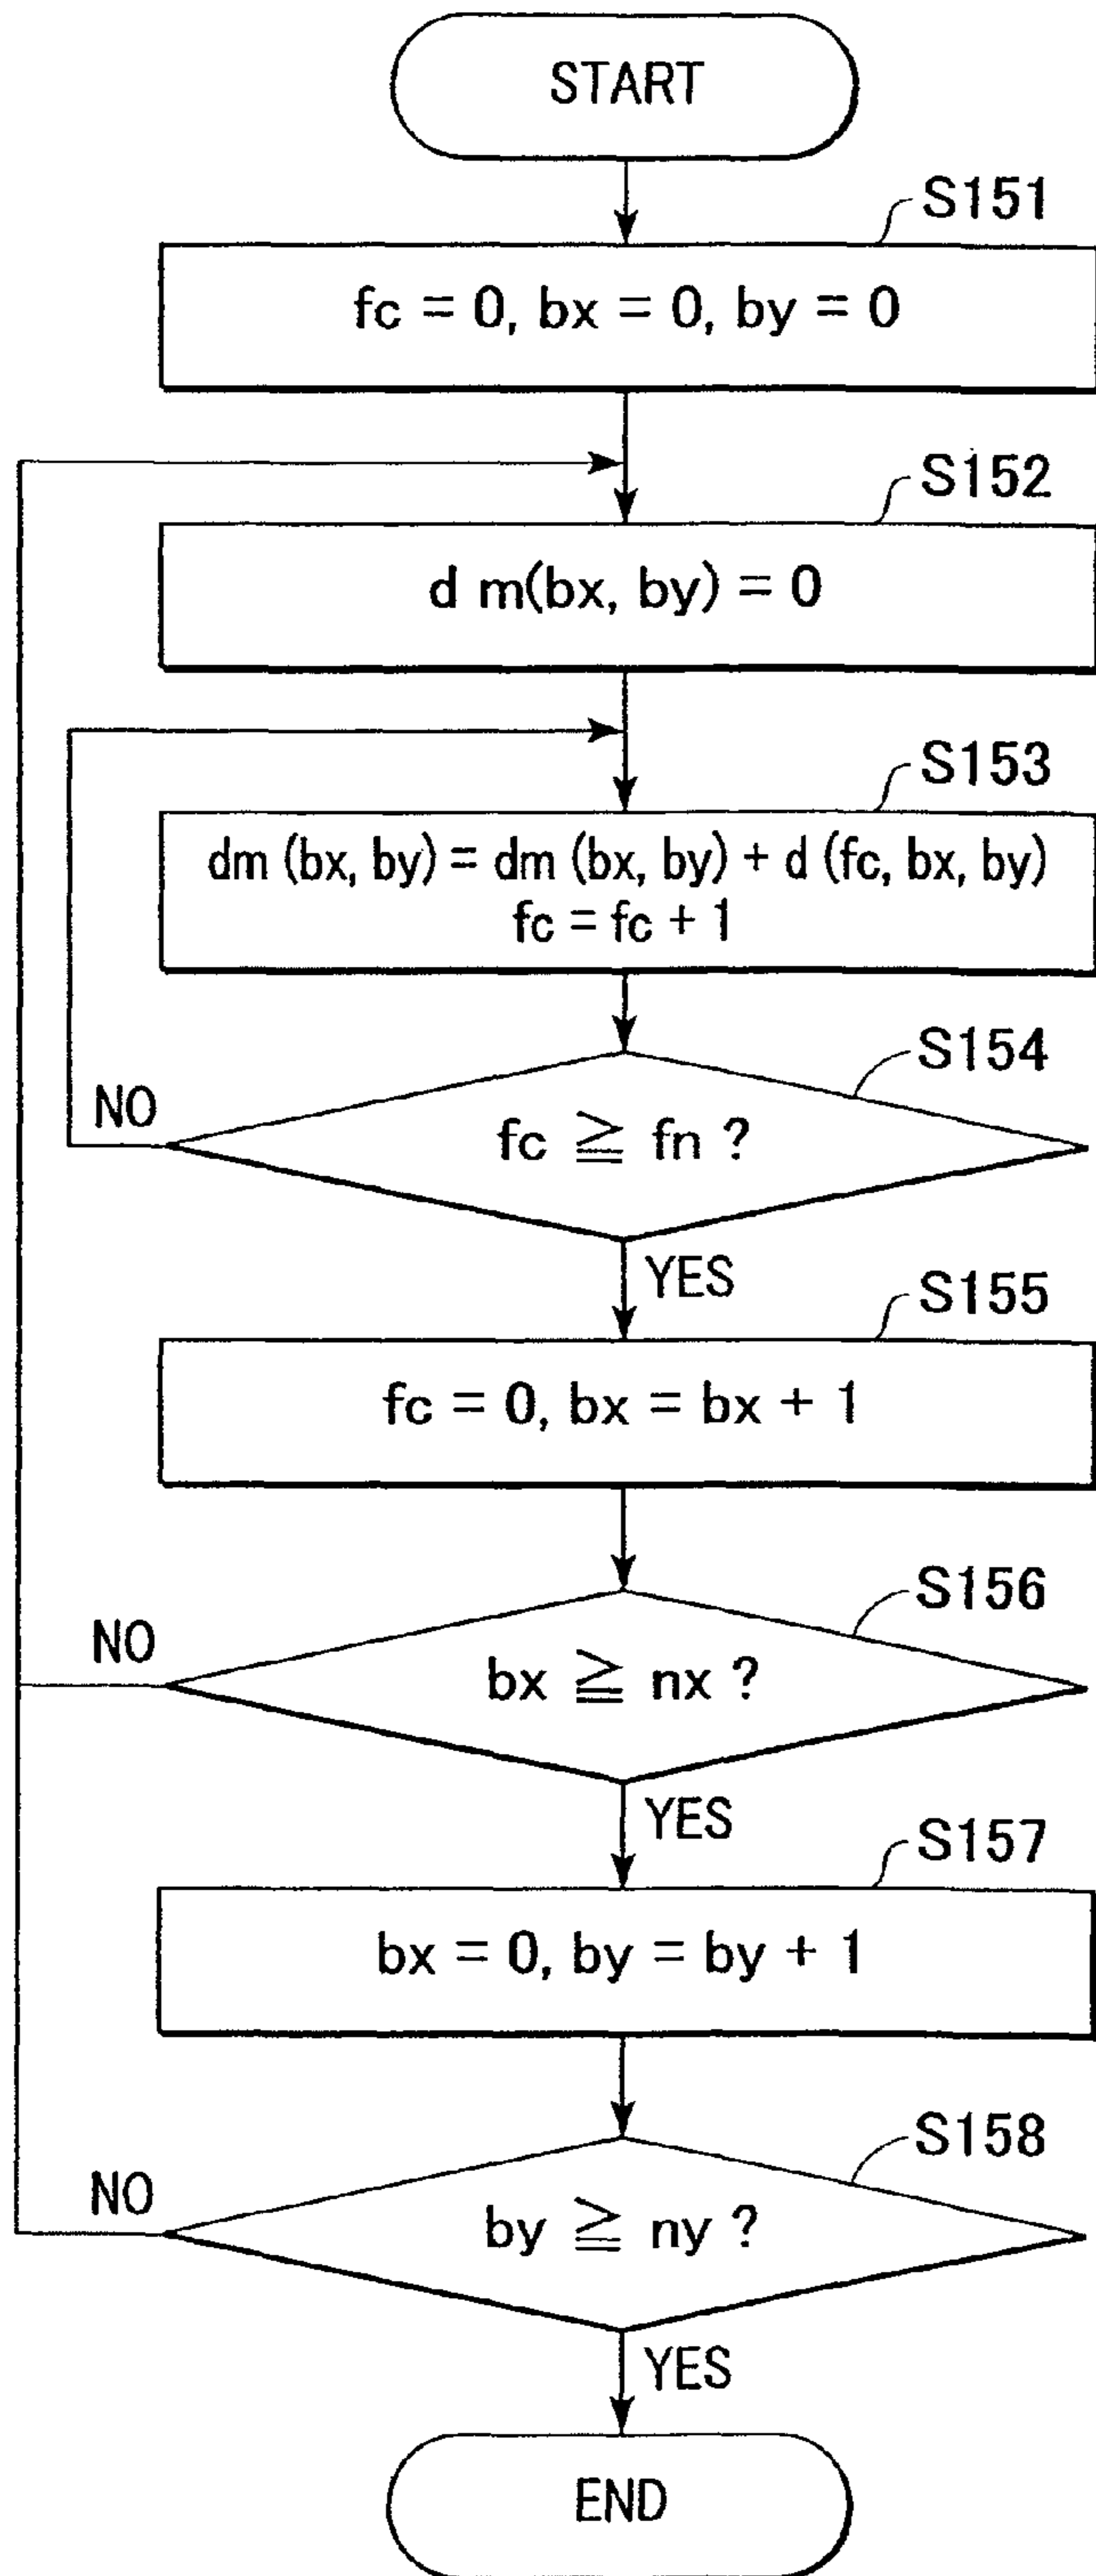 START
S151
fc = 0, bx = 0, by = 0
S152
d m(bx, by) = 0
S153
dm (bx, by) = dm (bx, by) + d (fc, bx, by)
fc = fc + 1
S154
NO
fc ≧ fn ?
YES
S155
fc = 0, bx = bx + 1
S156
NO
bx ≧ nx ?
YES
S157
bx = 0, by = by + 1
S158
NO
by ≧ ny ?
YES
END